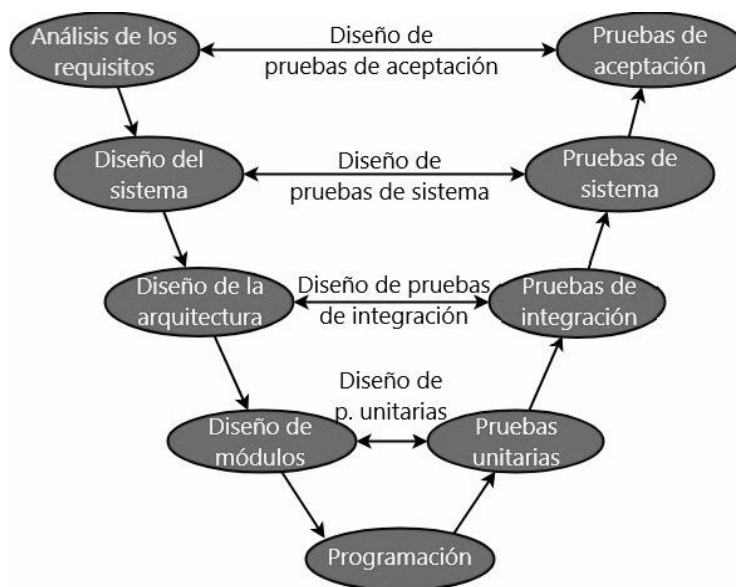 Análisis de los
requisitos
Diseño de
pruebas de aceptación
Pruebas de
aceptación
Diseño del
sistema
Diseño de
pruebas de sistema
Pruebas de
sistema
Diseño de la
arquitectura
Diseño de pruebas
de integración
Pruebas de
integración
Diseño de
p. unitarias
Diseño de
módulos
Pruebas
unitarias
Programación